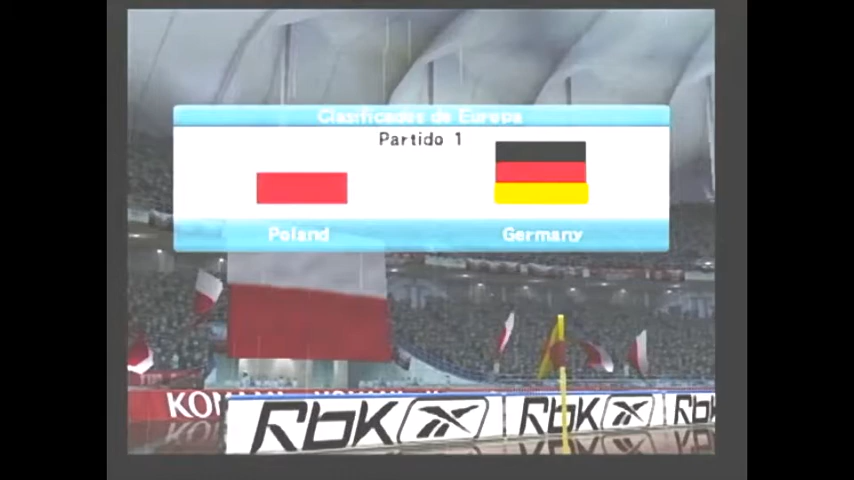 Clasificados de Europa
Partido 1
Poland
Germany
KONAMI
Rbk
Rbk
Rbk